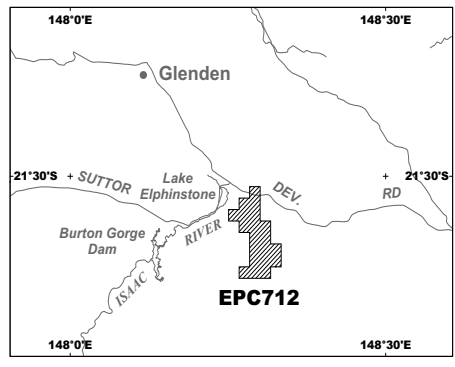 148°0'E 148°30'E
Glenden
21°30'S SUTTOR Lake Elphinstone DEV. RD 21°30'S
Burton Gorge Dam
ISAAC RIVER
EPC712
148°0'E 148°30'E